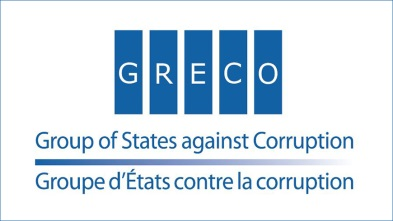 GRECO
Group of States against Corruption
Groupe d'États contre la corruption